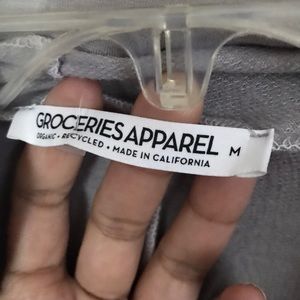 GROCERIES APPAREL M
ORGANIC • RECYCLED • MADE IN CALIFORNIA